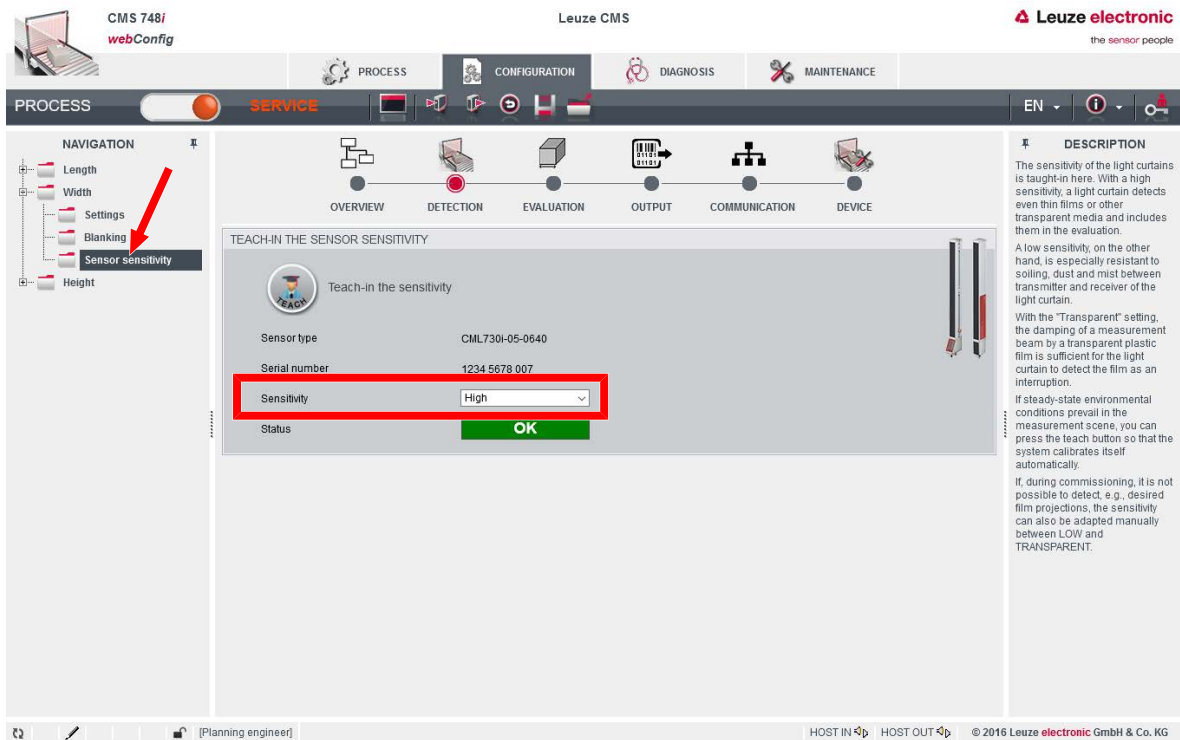 CMS 748i
webConfig
Leuze CMS
Leuze electronic
the sensor people
PROCESS
CONFIGURATION
DIAGNOSIS
MAINTENANCE
PROCESS
SERVICE
EN
NAVIGATION
Length
Width
Settings
Blanking
Sensor sensitivity
Height
OVERVIEW
DETECTION
EVALUATION
OUTPUT
COMMUNICATION
DEVICE
TEACH-IN THE SENSOR SENSITIVITY
TEACH
Teach-in the sensitivity
Sensor type
CML730i-05-0640
Serial number
1234 5678 007
Sensitivity
High
Status
OK
DESCRIPTION
The sensitivity of the light curtains
is taught-in here. With a high
sensitivity, a light curtain detects
even thin films or other
transparent media and includes
them in the evaluation.
A low sensitivity, on the other
hand, is especially resistant to
soiling, dust and mist between
transmitter and receiver of the
light curtain.
With the "Transparent" setting,
the damping of a measurement
beam by a transparent plastic
film is sufficient for the light
curtain to detect the film as an
interruption.
If steady-state environmental
conditions prevail in the
measurement scene, you can
press the teach button so that the
system calibrates itself
automatically.
If, during commissioning, it is not
possible to detect, e.g., desired
film projections, the sensitivity
can also be adapted manually
between LOW and
TRANSPARENT.
[Planning engineer]
HOST IN
HOST OUT
© 2016 Leuze electronic GmbH & Co. KG